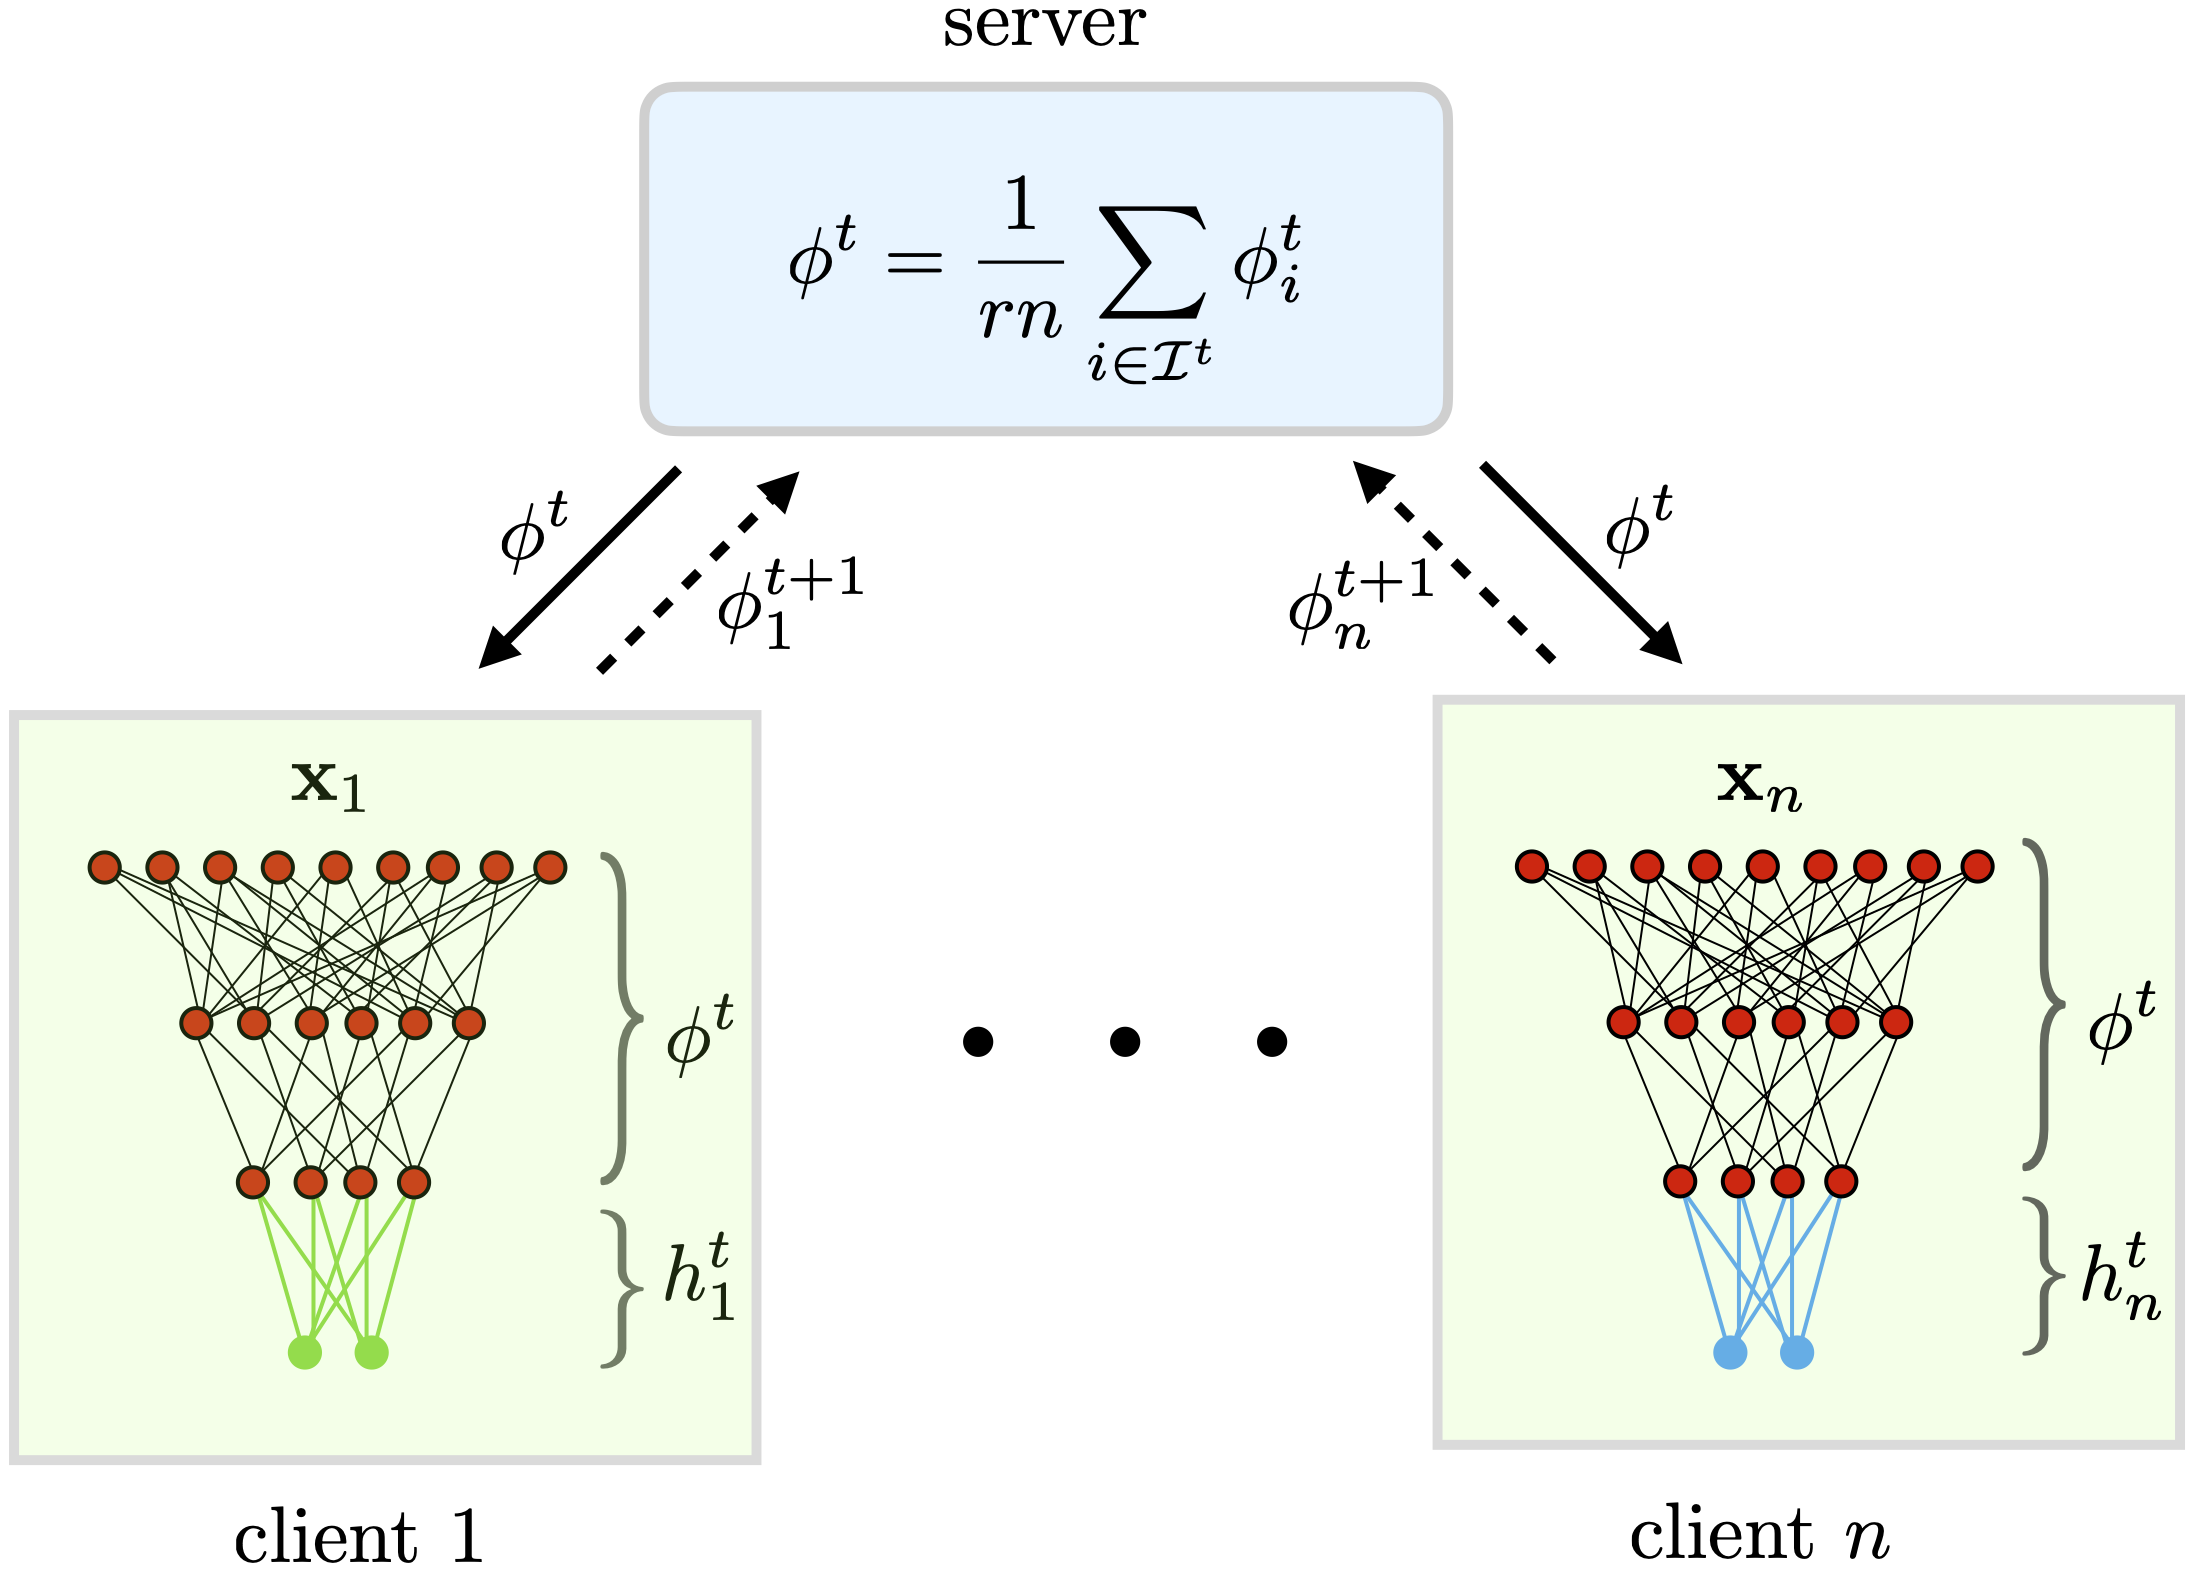 server
$\phi^t = \frac{1}{rn} \sum_{i \in \mathcal{I}^t} \phi_i^t$
$\phi^t$
$\phi_1^{t+1}$
$\phi_n^{t+1}$
$\phi^t$
$\mathbf{x}_1$
$\phi^t$
$h_1^t$
client 1
$\mathbf{x}_n$
$\phi^t$
$h_n^t$
client $n$